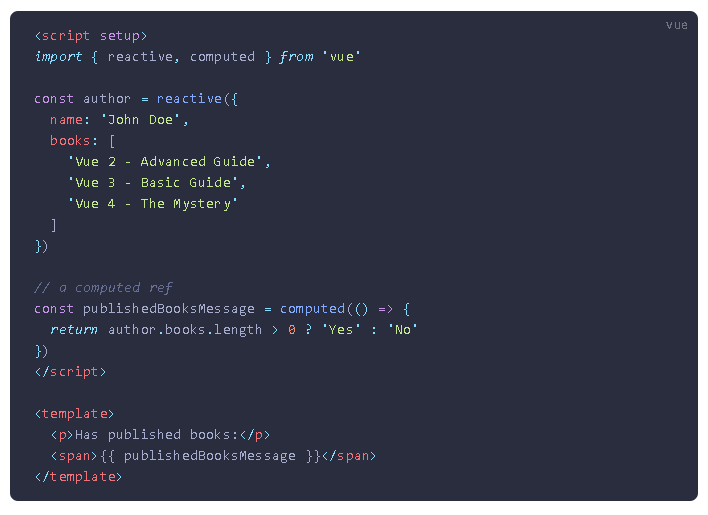 vue
<script setup>
import { reactive, computed } from 'vue'

const author = reactive({
  name: 'John Doe',
  books: [
    'Vue 2 - Advanced Guide',
    'Vue 3 - Basic Guide',
    'Vue 4 - The Mystery'
  ]
})

// a computed ref
const publishedBooksMessage = computed(() => {
  return author.books.length > 0 ? 'Yes' : 'No'
})
</script>

<template>
  <p>Has published books:</p>
  <span>{{ publishedBooksMessage }}</span>
</template>